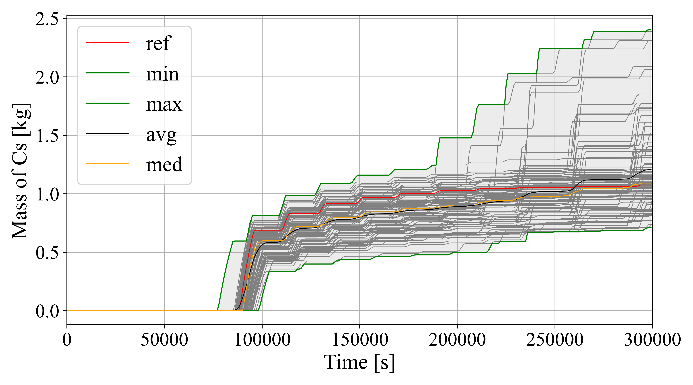 2.5
2.0
1.5
1.0
0.5
0.0
Mass of Cs [kg]
ref
min
max
avg
med
0 50000 100000 150000 200000 250000 300000
Time [s]